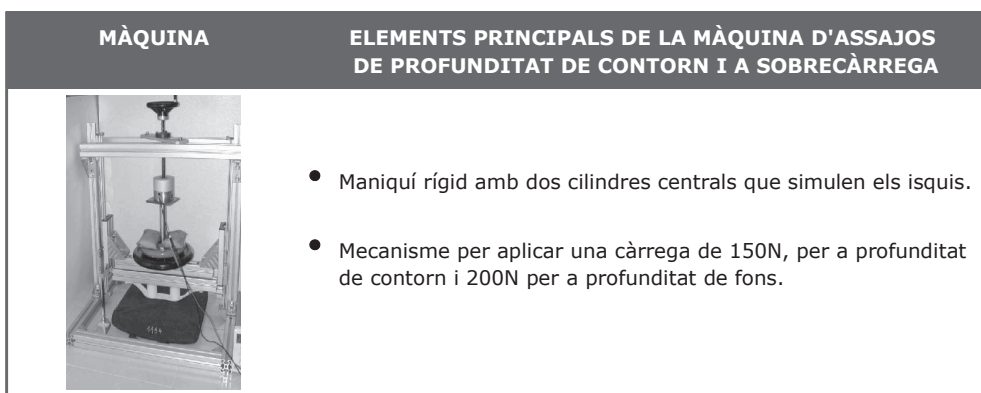 MÀQUINA
ELEMENTS PRINCIPALS DE LA MÀQUINA D'ASSAJOS
DE PROFUNDITAT DE CONTORN I A SOBRECÀRREGA
• Maniquí rígid amb dos cilindres centrals que simulen els isquis.
• Mecanisme per aplicar una càrrega de 150N, per a profunditat
de contorn i 200N per a profunditat de fons.
1114